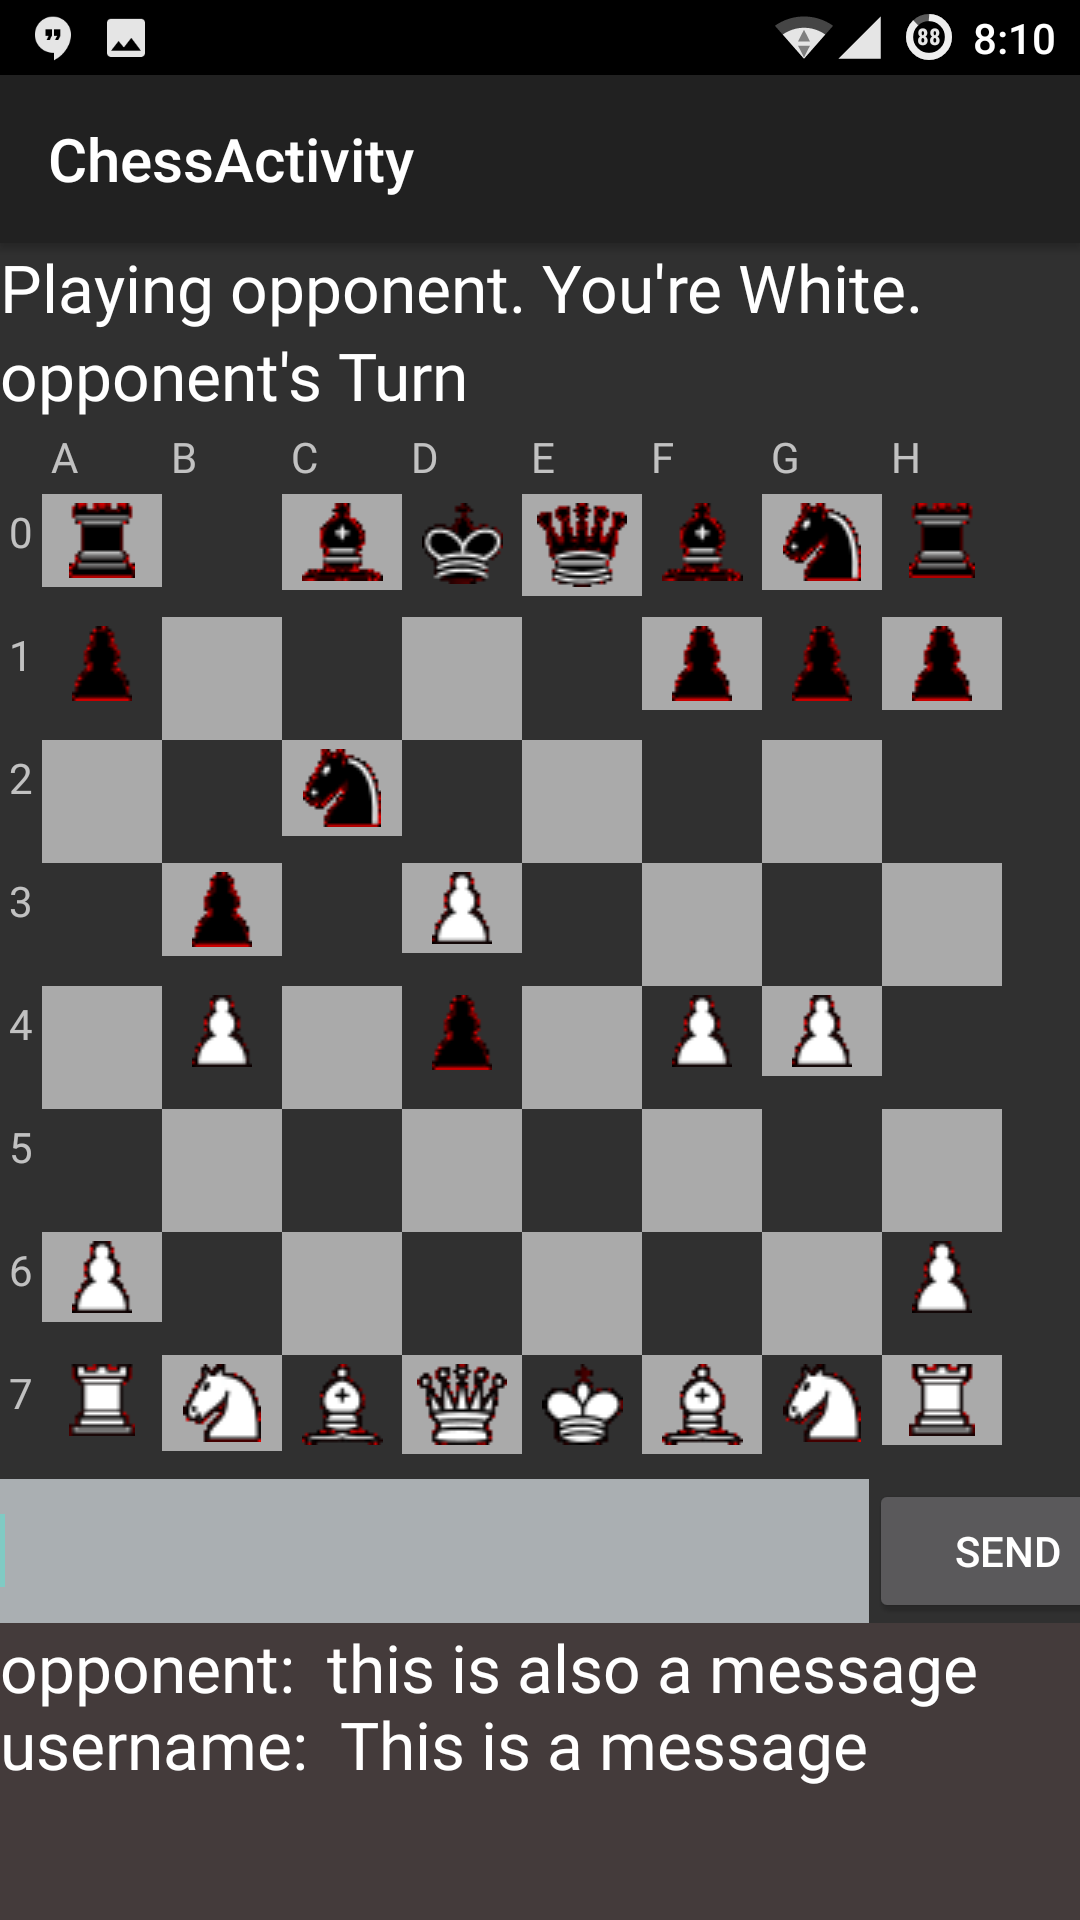 88 8:10
ChessActivity
Playing opponent. You're White.
opponent's Turn
A B C D E F G H
0
1
2
3
4
5
6
7
SEND
opponent:  this is also a message
username:  This is a message